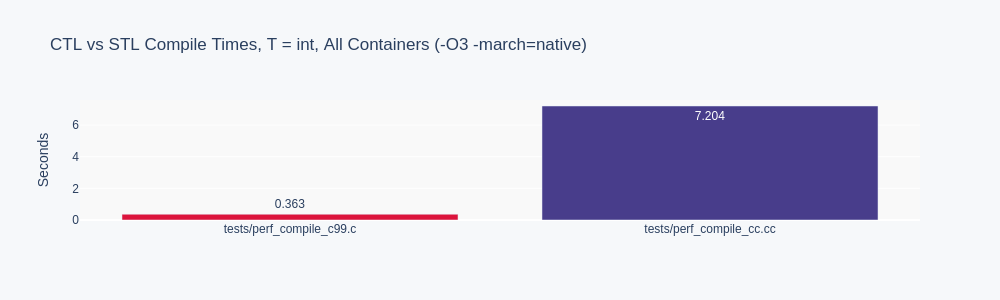 CTL vs STL Compile Times, T = int, All Containers (-O3 -march=native)
Seconds
6
4
2
0
0.363
7.204
tests/perf_compile_c99.c
tests/perf_compile_cc.cc